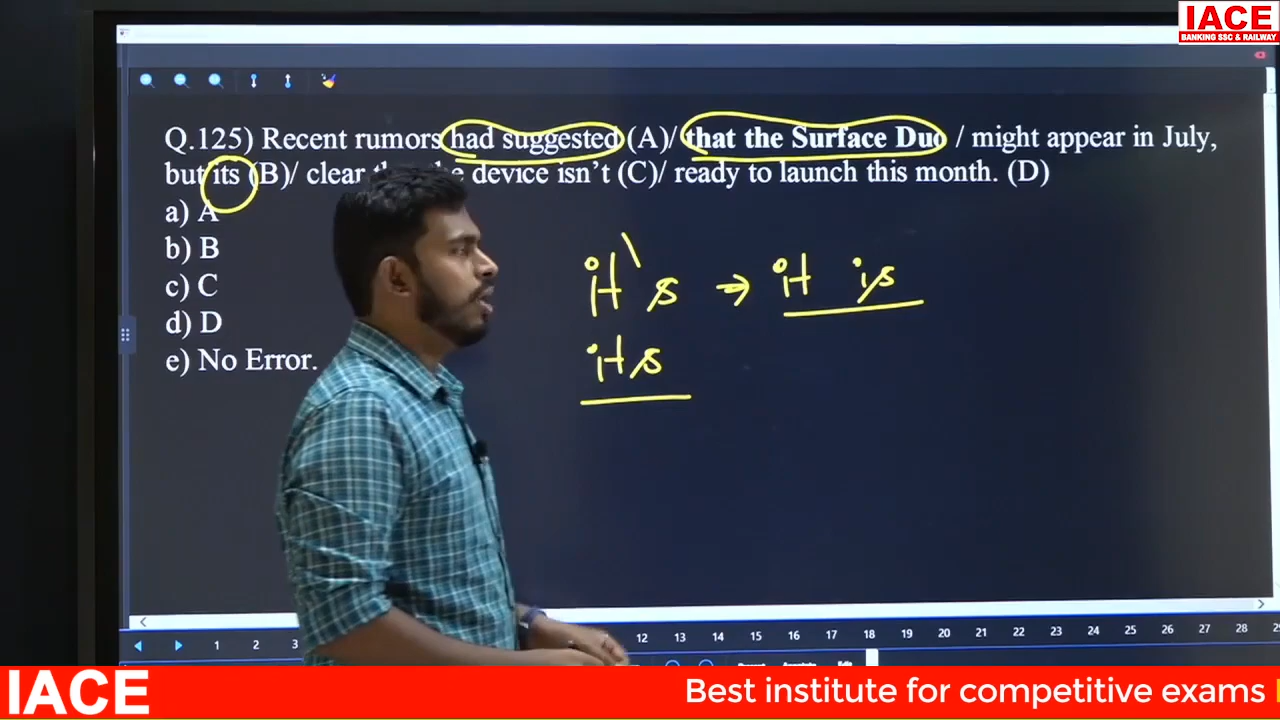 IACE
BANKING SSC & RAILWAY
Q.125) Recent rumors had suggested (A)/ that the Surface Duo / might appear in July,
but its (B)/ clear the device isn't (C)/ ready to launch this month. (D)
a) A
b) B
c) C
d) D
e) No Error.
it's → it is
its
1 2 3 12 13 14 15 16 17 18 19 20 21 22 23 24 25 26 27 28
IACE
Best institute for competitive exams